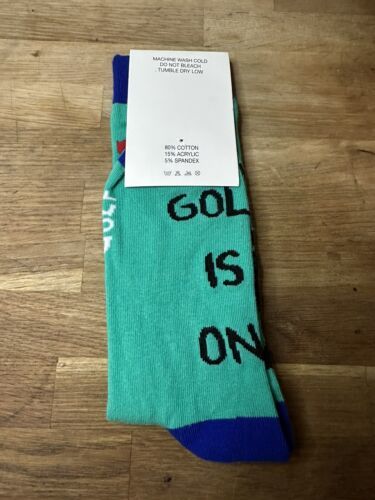 MACHINE WASH COLD
DO NOT BLEACH
TUMBLE DRY LOW
80% COTTON
15% ACRYLIC
5% SPANDEX
GOL
IS
ON